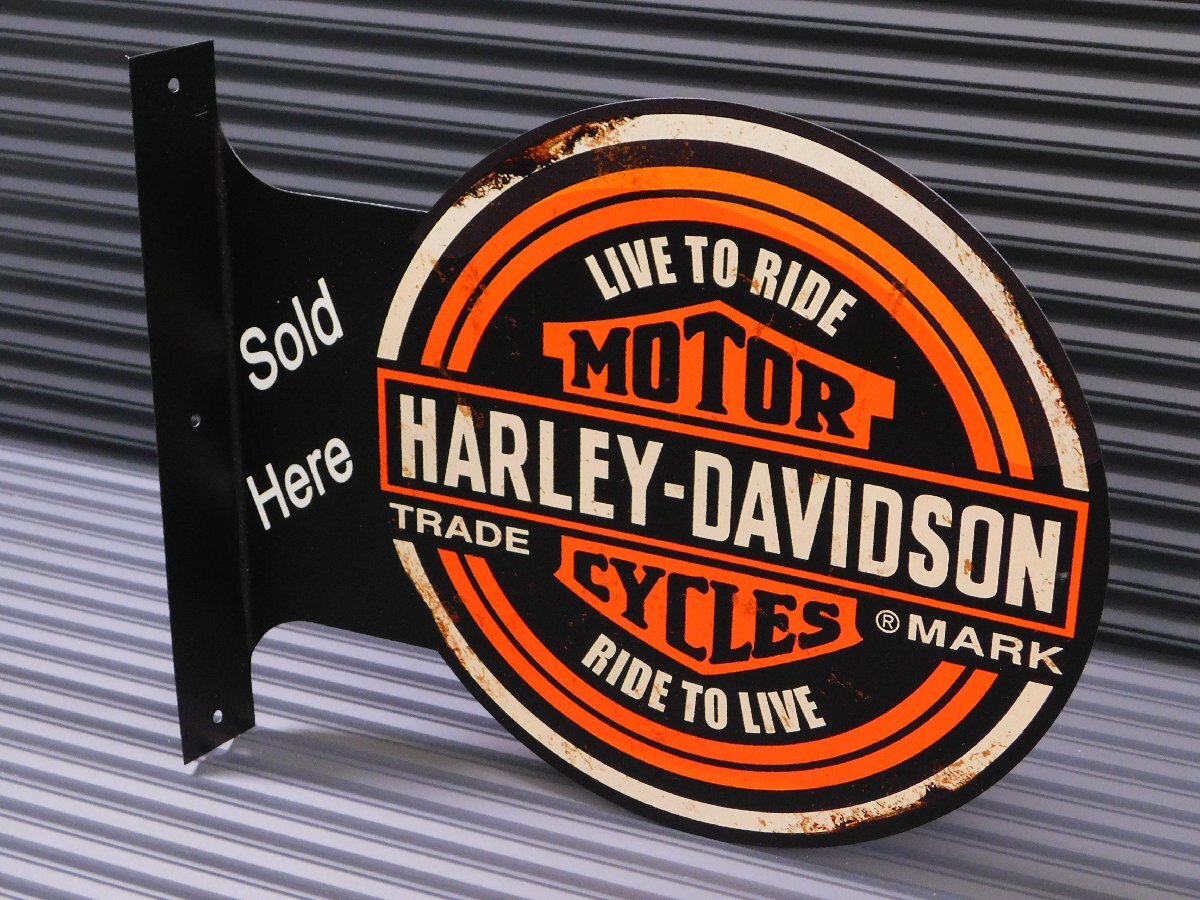 Sold
Here
LIVE TO RIDE
MOTOR
HARLEY-DAVIDSON
TRADE
® MARK
CYCLES
RIDE TO LIVE